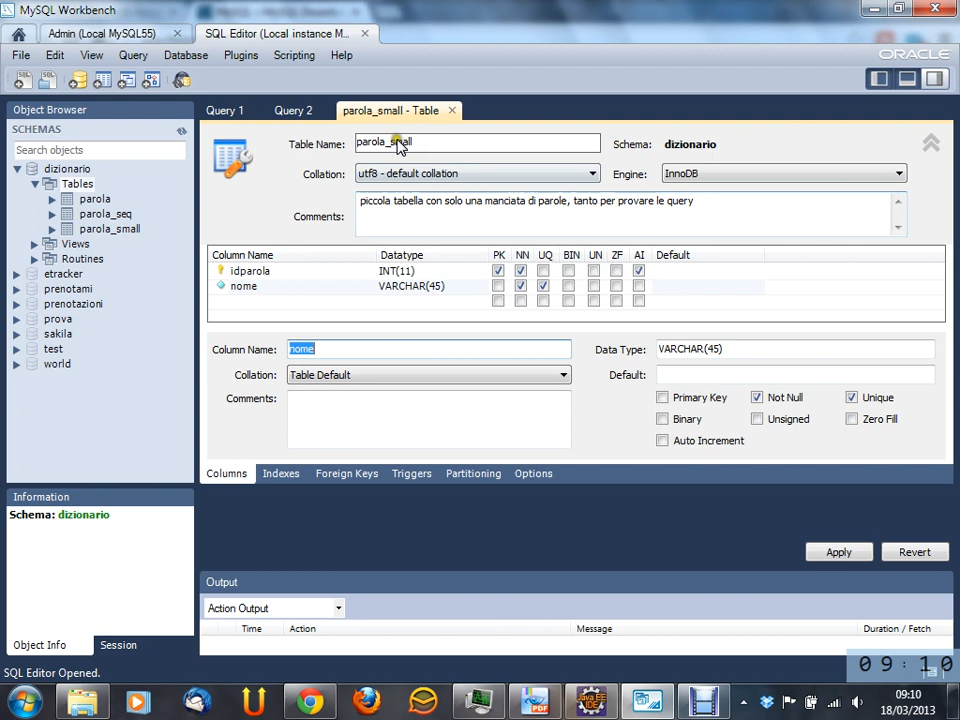 MySQL Workbench
Admin (Local MySQL55)
SQL Editor (Local instance M...
File Edit View Query Database Plugins Scripting Help
ORACLE
Object Browser
SCHEMAS
Search objects
dizionario
Tables
parola
parola_seq
parola_small
Views
Routines
etracker
prenotami
prenotazioni
prova
sakila
test
world
Information
Schema: dizionario
Object Info
Session
SQL Editor Opened.
Query 1
Query 2
parola_small - Table
Table Name: parola_small
Schema: dizionario
Collation: utf8 - default collation
Engine: InnoDB
Comments: piccola tabella con solo una manciata di parole, tanto per provare le query
Column Name Datatype PK NN UQ BIN UN ZF AI Default
idparola INT(11)
nome VARCHAR(45)
Column Name: nome
Data Type: VARCHAR(45)
Collation: Table Default
Default:
Comments:
Primary Key Not Null Unique
Binary Unsigned Zero Fill
Auto Increment
Columns Indexes Foreign Keys Triggers Partitioning Options
Apply Revert
Output
Action Output
Time Action Message Duration / Fetch
09:10
09:10
18/03/2013